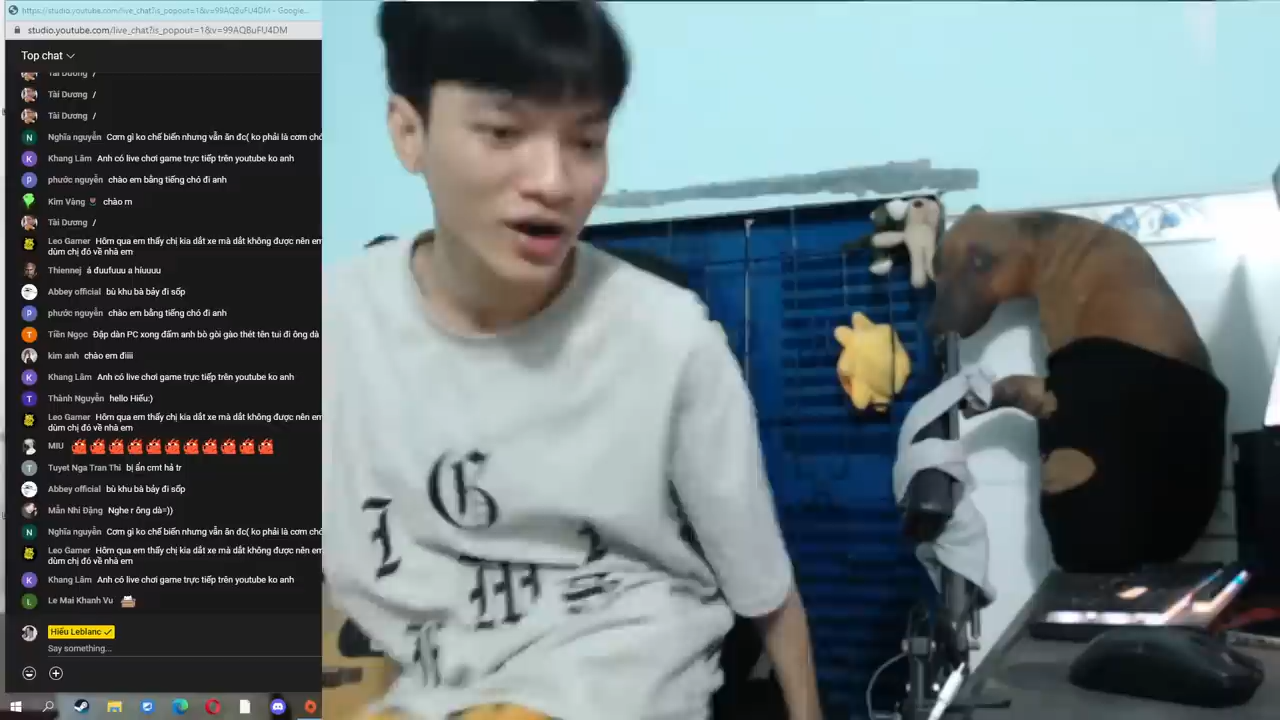 https://studio.youtube.com/live_chat?is_popout=1&v=99AQBuFU4DM - Google...
studio.youtube.com/live_chat?is_popout=1&v=99AQBuFU4DM
Top chat
Tài Dương /
Tài Dương /
Tài Dương /
N Nghĩa nguyễn Cơm gì ko chế biến nhưng vẫn ăn đc( ko phải là cơm chó
K Khang Lâm Anh có live chơi game trực tiếp trên youtube ko anh
P phước nguyễn chào em bằng tiếng chó đi anh
Kim Vàng chào m
Tài Dương /
Leo Gamer Hôm qua em thấy chị kia dắt xe mà dắt không được nên em
dùm chị đó về nhà em
Thiennej á đuufuuu a híuuuu
Abbey official bù khu bà bảy đi sốp
P phước nguyễn chào em bằng tiếng chó đi anh
T Tiền Ngọc Đập dàn PC xong đấm anh bò gòi gào thét tên tui đi ông dà
kim anh chào em điiii
K Khang Lâm Anh có live chơi game trực tiếp trên youtube ko anh
T Thành Nguyễn hello Hiếu:)
Leo Gamer Hôm qua em thấy chị kia dắt xe mà dắt không được nên em
dùm chị đó về nhà em
MIU
T Tuyet Nga Tran Thi bị ẩn cmt hả tr
Abbey official bù khu bà bảy đi sốp
Mẫn Nhi Đặng Nghe r ông dà=))
N Nghĩa nguyễn Cơm gì ko chế biến nhưng vẫn ăn đc( ko phải là cơm chó
Leo Gamer Hôm qua em thấy chị kia dắt xe mà dắt không được nên em
dùm chị đó về nhà em
K Khang Lâm Anh có live chơi game trực tiếp trên youtube ko anh
L Le Mai Khanh Vu
Hiếu Leblanc
Say something...